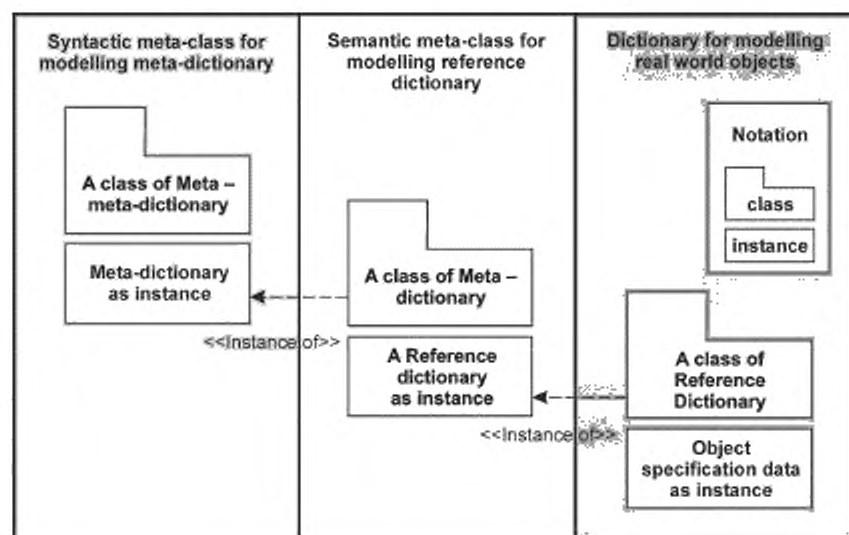 Syntactic meta-class for
modelling meta-dictionary
A class of Meta –
meta-dictionary
Meta-dictionary
as instance
<<Instance of>>
Semantic meta-class for
modelling reference
dictionary
A class of Meta –
dictionary
A Reference
dictionary
as instance
<<Instance of>>
Dictionary for modelling
real world objects
Notation
class
instance
A class of
Reference
Dictionary
Object
specification data
as instance